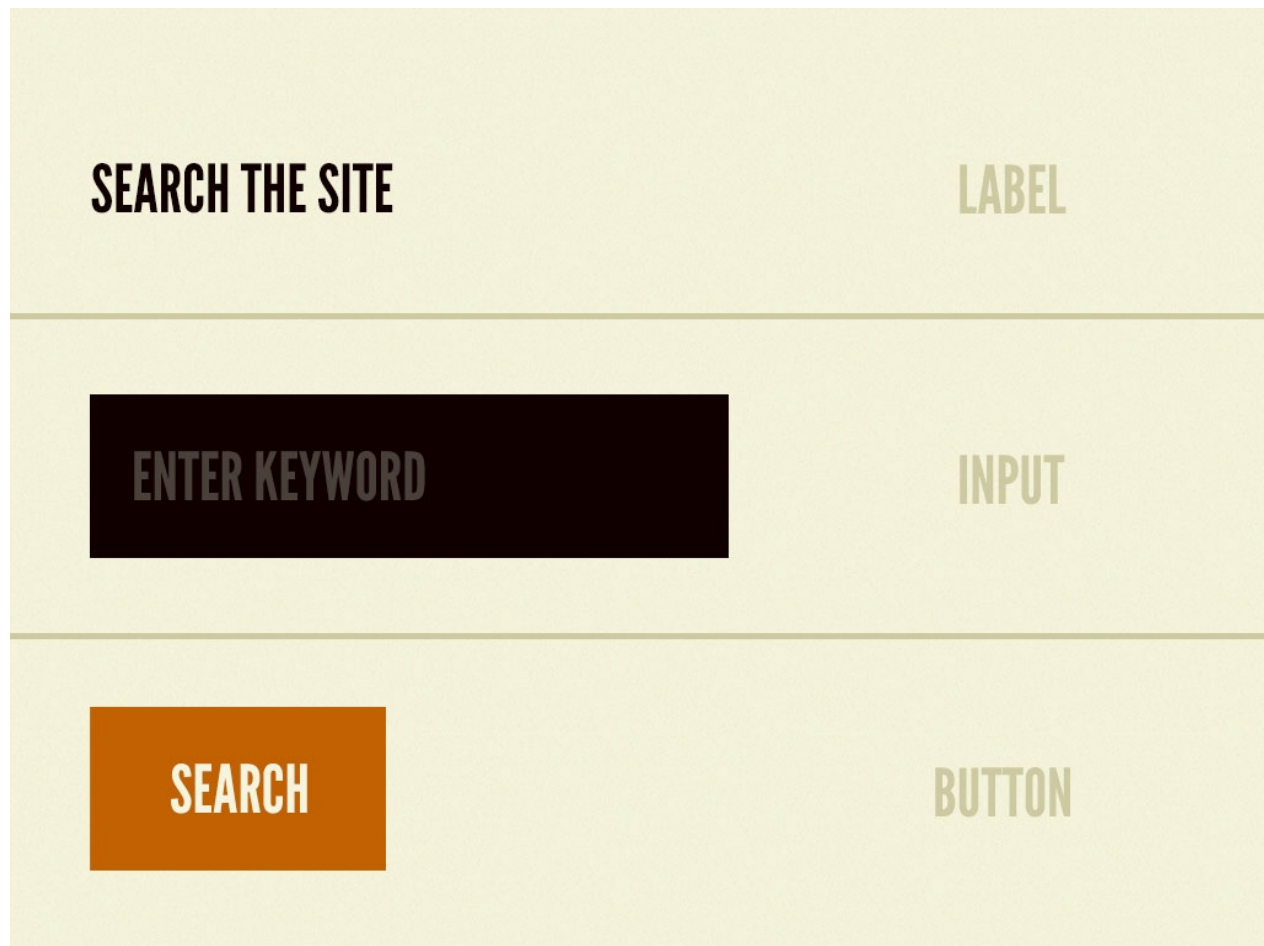 SEARCH THE SITE
LABEL
ENTER KEYWORD
INPUT
SEARCH
BUTTON